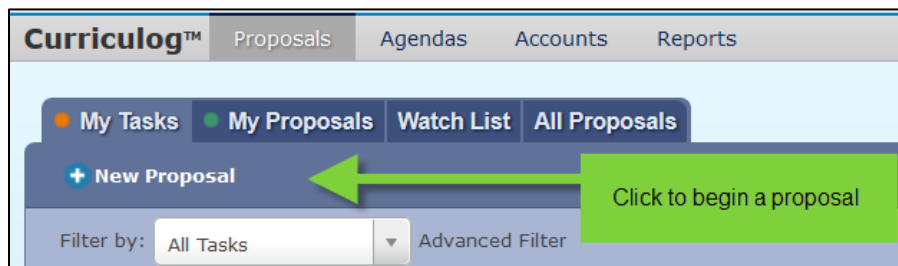 Curriculog™ Proposals Agendas Accounts Reports
My Tasks My Proposals Watch List All Proposals
New Proposal
Click to begin a proposal
Filter by: All Tasks Advanced Filter